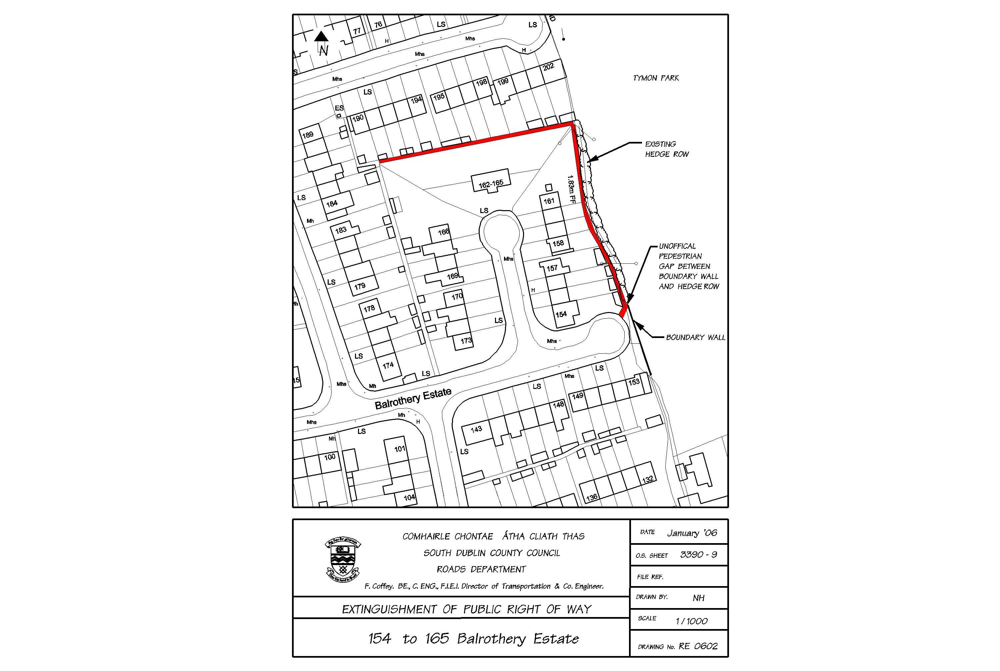 77
76
LS
LS
Mhs
H
H
Mhs
TYMON PARK
202
Mhs
198
199
LS
195
194
ES
190
189
EXISTING
HEDGE ROW
1.83m FF
162-165
LS
161
184
LS
Mh
183
166
158
UNOFFICAL
PEDESTRIAN
GAP BETWEEN
BOUNDARY WALL
AND HEDGE ROW
Mhs
157
169
LS
179
H
170
178
154
LS
173
Mhs
BOUNDARY WALL
LS
174
LS
LS
Mhs
Mhs
Mh
LS
153
15
Balrothery Estate
149
148
Mh
H
Mhs
LS
143
Mh
101
LS
100
132
104
136
COMHAIRLE CHONTAE ÁTHA CLIATH THAS
SOUTH DUBLIN COUNTY COUNCIL
ROADS DEPARTMENT
F. Coffey. BE., C. ENG., F.I.E.I. Director of Transportation & Co. Engineer.
EXTINGUISHMENT OF PUBLIC RIGHT OF WAY
154 to 165 Balrothery Estate
DATE January '06
O.S. SHEET 3390 - 9
FILE REF.
DRAWN BY. NH
SCALE 1 / 1000
DRAWING No. RE 0602
N
This We hold in Trust